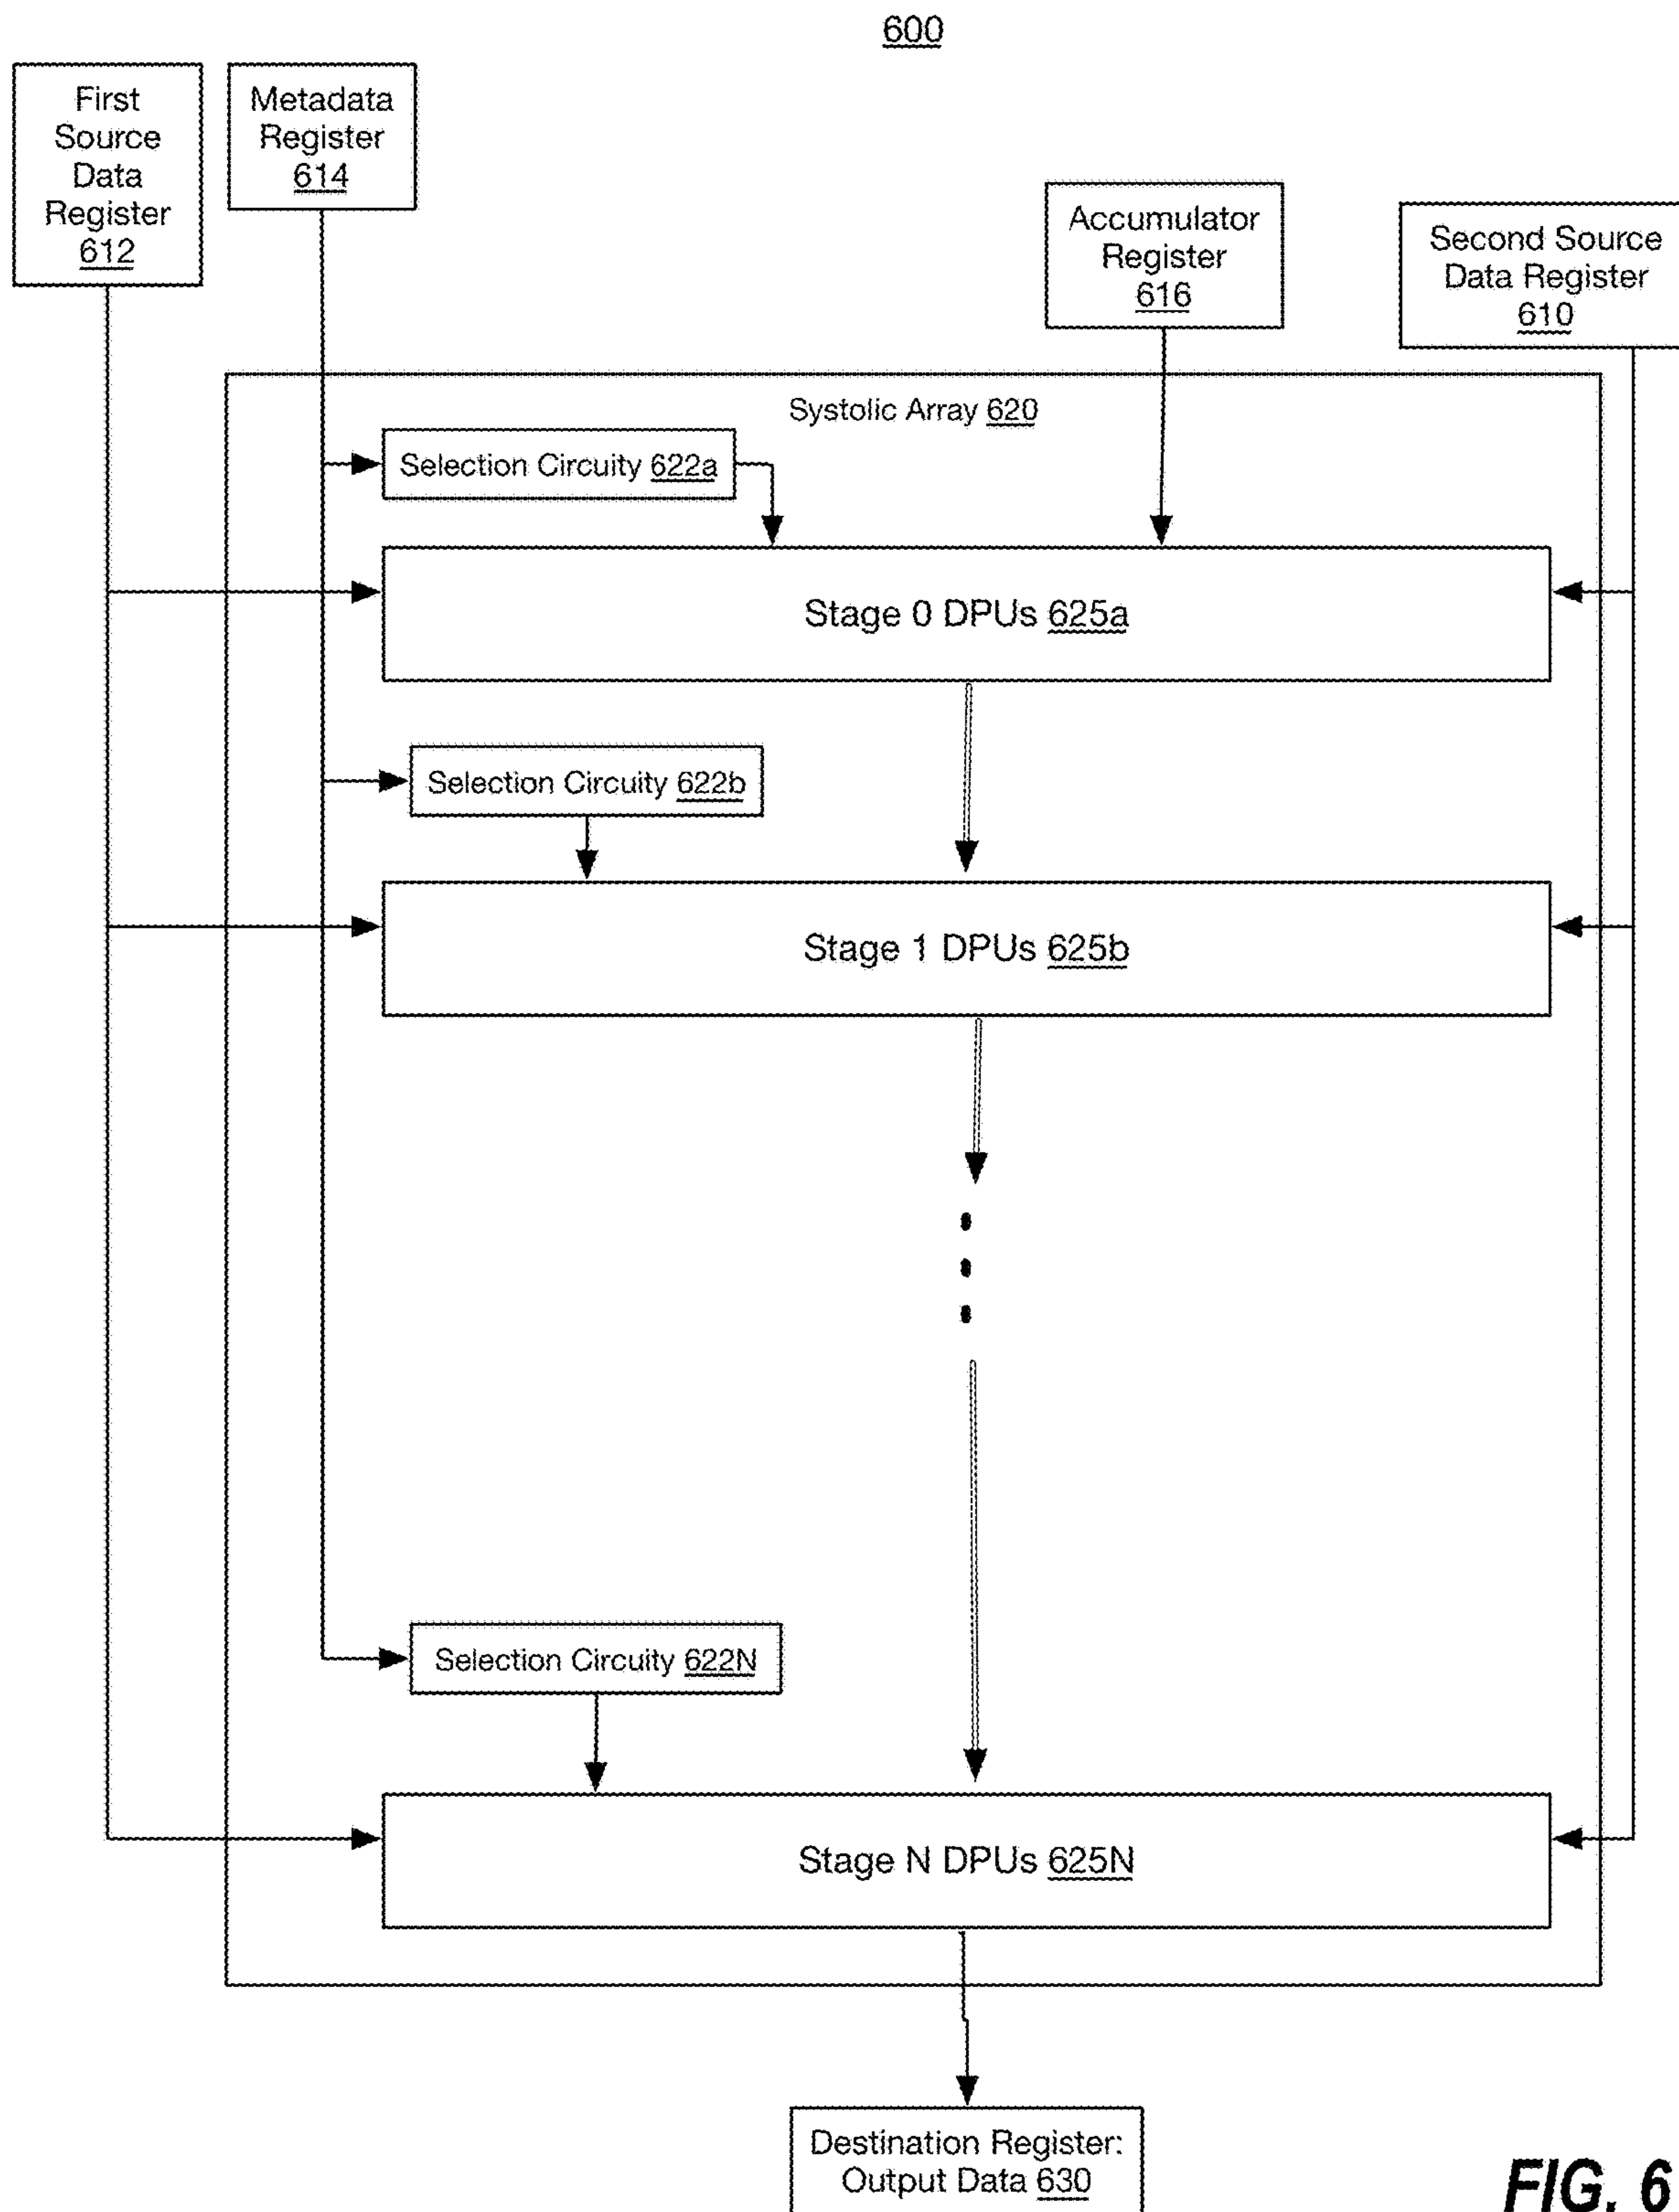 600
First
Source
Data
Register
612
Metadata
Register
614
Accumulator
Register
616
Second Source
Data Register
610
Systolic Array 620
Selection Circuity 622a
Stage 0 DPUs 625a
Selection Circuity 622b
Stage 1 DPUs 625b
Selection Circuity 622N
Stage N DPUs 625N
Destination Register:
Output Data 630
FIG. 6